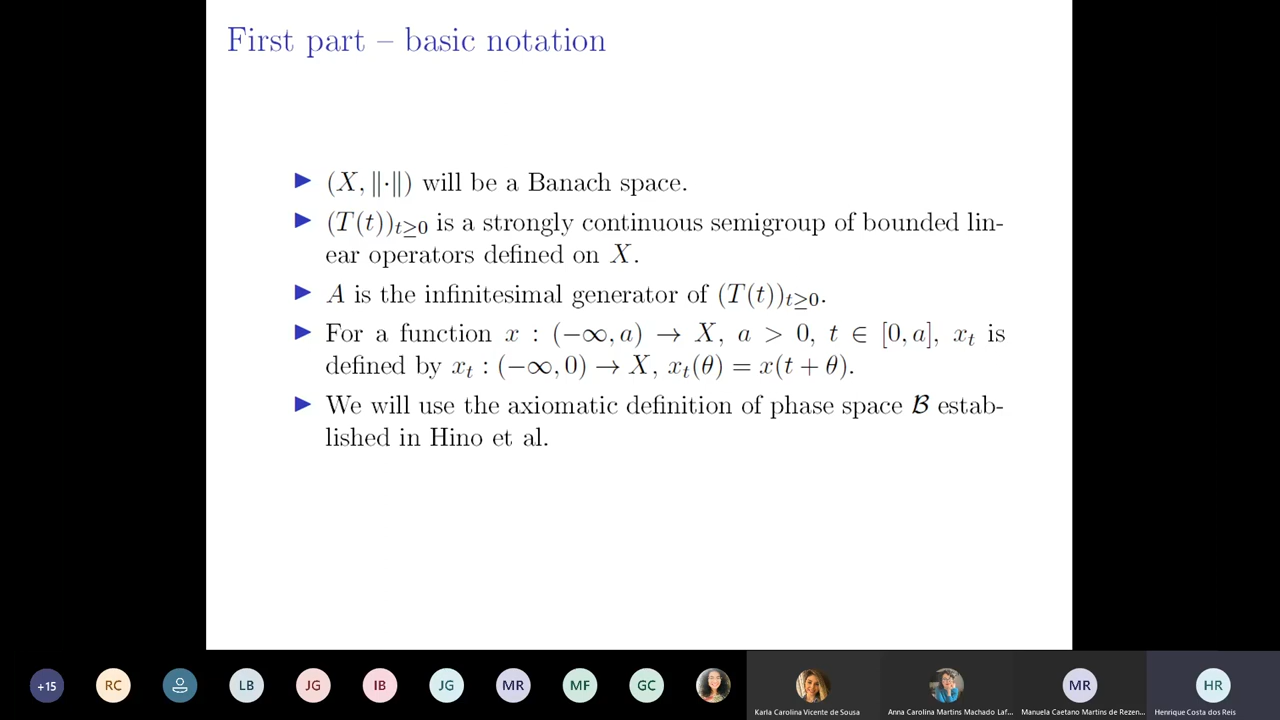 First part – basic notation
▶ (X, ‖·‖) will be a Banach space.
▶ (T(t))ₜ≥₀ is a strongly continuous semigroup of bounded lin-
ear operators defined on X.
▶ A is the infinitesimal generator of (T(t))ₜ≥₀.
▶ For a function x : (−∞, a) → X, a > 0, t ∈ [0, a], xₜ is
defined by xₜ : (−∞, 0) → X, xₜ(θ) = x(t + θ).
▶ We will use the axiomatic definition of phase space ℬ estab-
lished in Hino et al.
+15 RC LB JG IB JG MR MF GC MR HR
Karla Carolina Vicente de Sousa
Anna Carolina Martins Machado Laf...
Manuela Caetano Martins de Rezen...
Henrique Costa dos Reis